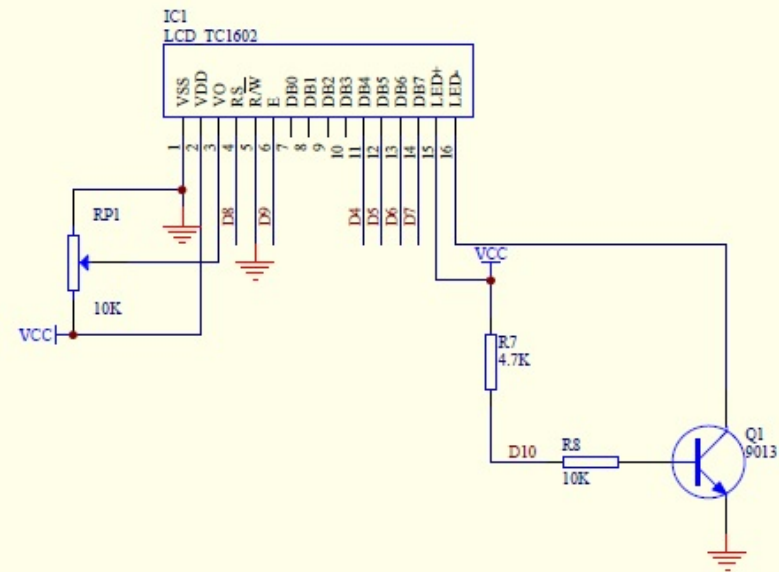 IC1
LCD TC1602
VSS
VDD
VO
RS
R/W
E
DB0
DB1
DB2
DB3
DB4
DB5
DB6
DB7
LED+
LED-
1
2
3
4
5
6
7
8
9
10
11
12
13
14
15
16
D8
D9
D4
D5
D6
D7
RP1
10K
VCC
VCC
R7
4.7K
D10
R8
10K
Q1
9013